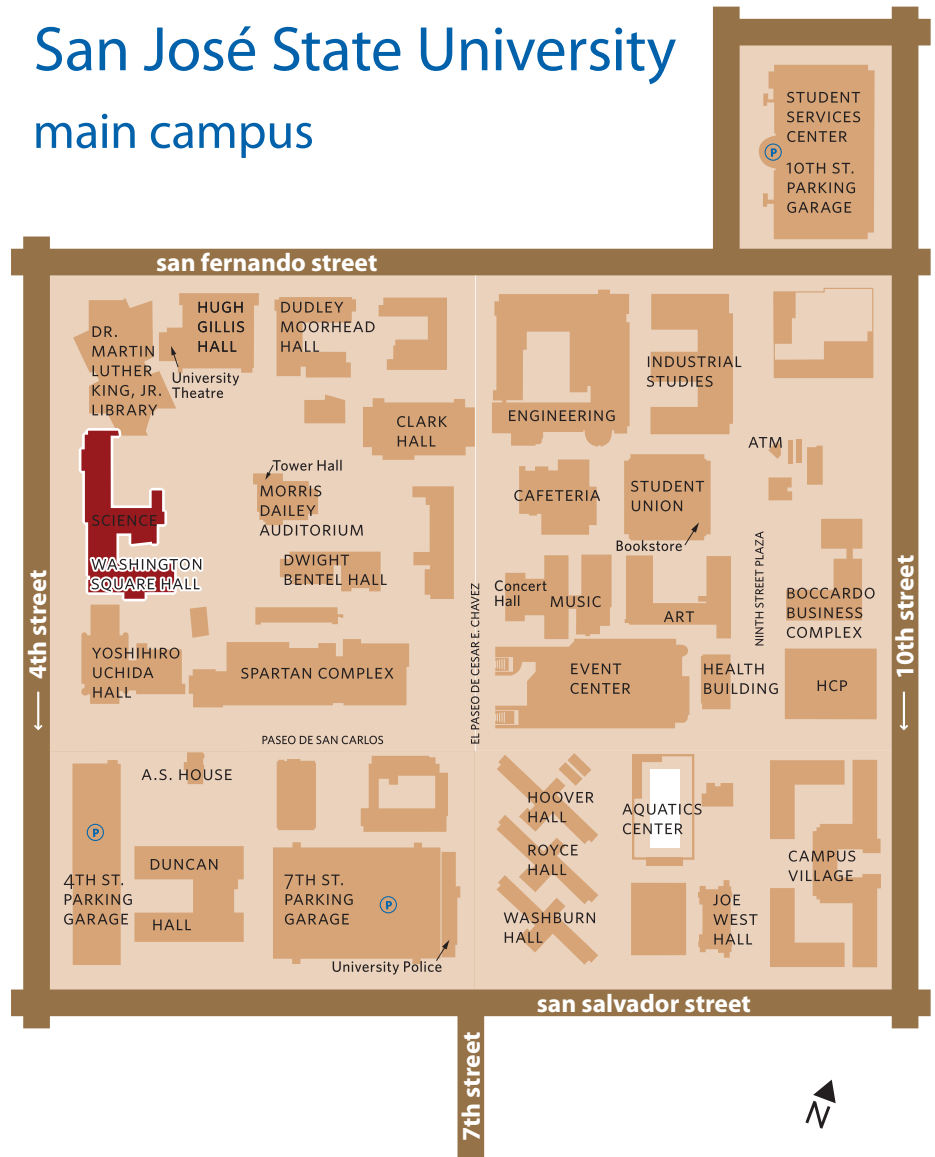 San José State University
main campus
STUDENT
SERVICES
CENTER
P
10TH ST.
PARKING
GARAGE
san fernando street
DR.
MARTIN
LUTHER
KING, JR.
LIBRARY
HUGH
GILLIS
HALL
University
Theatre
DUDLEY
MOORHEAD
HALL
CLARK
HALL
ENGINEERING
INDUSTRIAL
STUDIES
ATM
Tower Hall
MORRIS
DAILEY
AUDITORIUM
CAFETERIA
STUDENT
UNION
Bookstore
SCIENCE
WASHINGTON
SQUARE HALL
DWIGHT
BENTEL HALL
Concert
Hall
MUSIC
ART
NINTH STREET PLAZA
BOCCARDO
BUSINESS
COMPLEX
4th street
10th street
EL PASEO DE CESAR E. CHAVEZ
YOSHIHIRO
UCHIDA
HALL
SPARTAN COMPLEX
EVENT
CENTER
HEALTH
BUILDING
HCP
PASEO DE SAN CARLOS
A.S. HOUSE
P
4TH ST.
PARKING
GARAGE
DUNCAN
HALL
7TH ST.
PARKING
GARAGE
P
University Police
HOOVER
HALL
ROYCE
HALL
WASHBURN
HALL
AQUATICS
CENTER
JOE
WEST
HALL
CAMPUS
VILLAGE
san salvador street
7th street
N